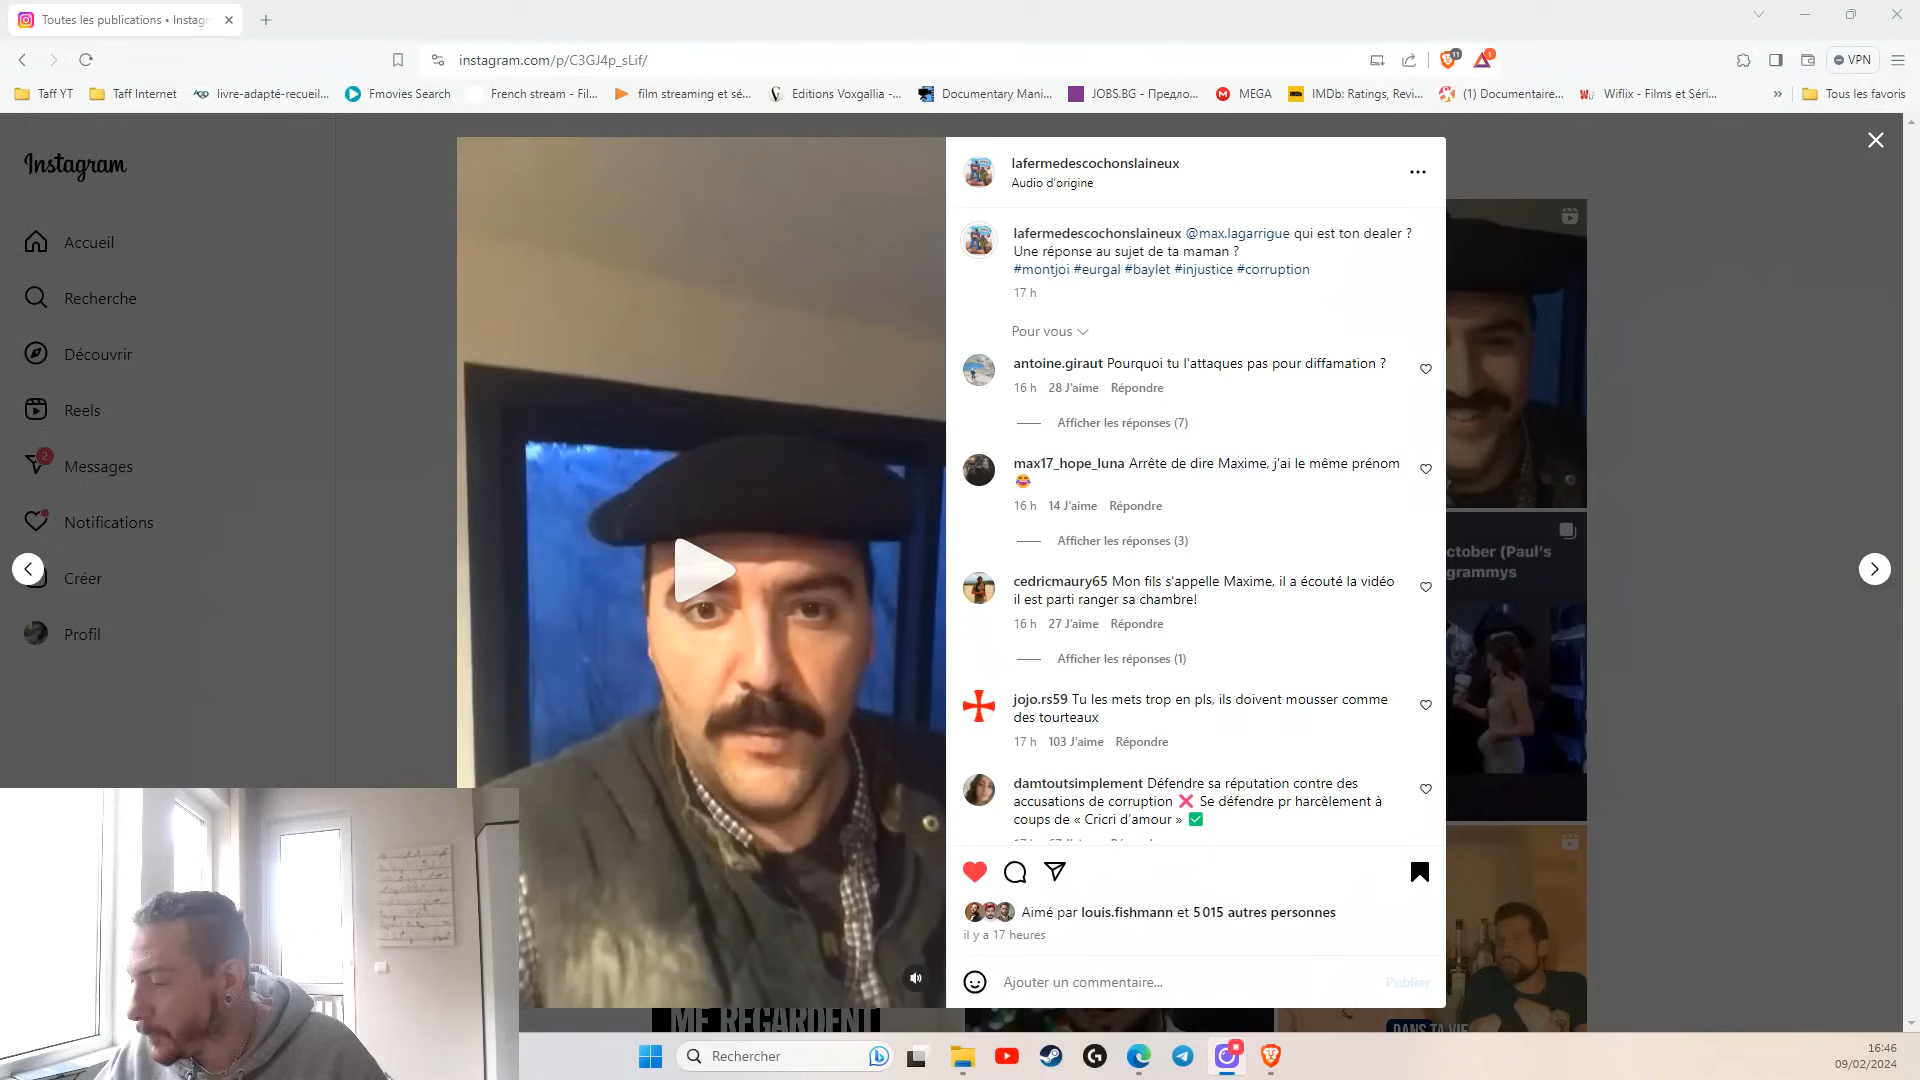 Toutes les publications • Instagr
instagram.com/p/C3GJ4p_sLif/
11
1
VPN
Taff YT
Taff Internet
livre-adapté-recueil...
Fmovies Search
French stream - Fil...
film streaming et sé...
Editions Voxgallia -...
Documentary Mani...
JOBS.BG - Предло...
MEGA
IMDb: Ratings, Revi...
(1) Documentaire...
Wiflix - Films et Séri...
Tous les favoris
Instagram
Accueil
Recherche
Découvrir
Reels
2
Messages
Notifications
Créer
Profil
lafermedescochonslaineux
Audio d'origine
lafermedescochonslaineux @max.lagarrigue qui est ton dealer ?
Une réponse au sujet de ta maman ?
#montjoi #eurgal #baylet #injustice #corruption
17 h
Pour vous
antoine.giraut Pourquoi tu l'attaques pas pour diffamation ?
16 h 28 J'aime Répondre
Afficher les réponses (7)
max17_hope_luna Arrête de dire Maxime, j'ai le même prénom
😂
16 h 14 J'aime Répondre
Afficher les réponses (3)
cedricmaury65 Mon fils s'appelle Maxime, il a écouté la vidéo
il est parti ranger sa chambre!
16 h 27 J'aime Répondre
Afficher les réponses (1)
jojo.rs59 Tu les mets trop en pls, ils doivent mousser comme
des tourteaux
17 h 103 J'aime Répondre
damtoutsimplement Défendre sa réputation contre des
accusations de corruption ❌ Se défendre pr harcèlement à
coups de « Cricri d'amour » ✅
Aimé par louis.fishmann et 5 015 autres personnes
il y a 17 heures
Ajouter un commentaire...
Publier
ctober (Paul's
grammys
ME REGARDENT
DANS TA VIE
Rechercher
16:46
09/02/2024